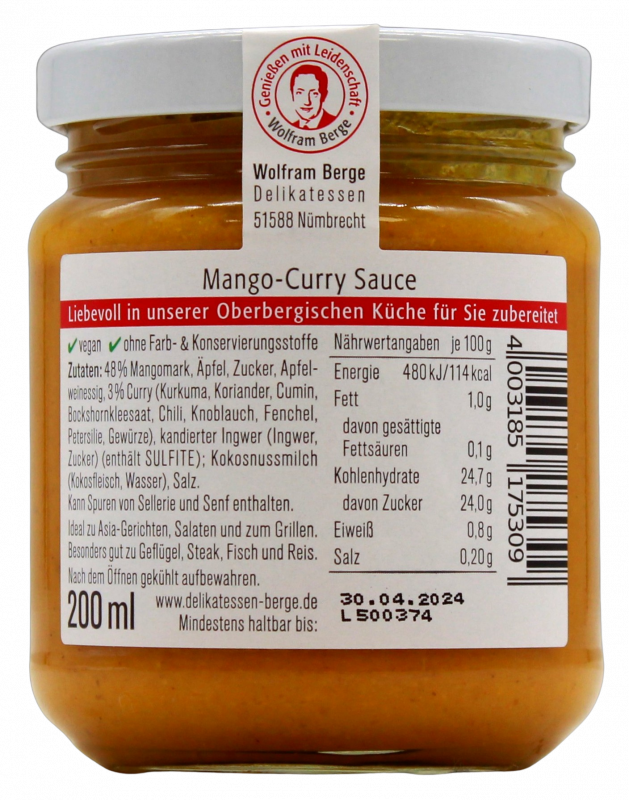 Genießen mit Leidenschaft
• Wolfram Berge •
Wolfram Berge
Delikatessen
51588 Nümbrecht
Mango-Curry Sauce
Liebevoll in unserer Oberbergischen Küche für Sie zubereitet
✓vegan ✓ohne Farb- & Konservierungsstoffe
Zutaten: 48% Mangomark, Äpfel, Zucker, Apfel-
weinessig, 3% Curry (Kurkuma, Koriander, Cumin,
Bockshornkleesaat, Chili, Knoblauch, Fenchel,
Petersilie, Gewürze), kandierter Ingwer (Ingwer,
Zucker) (enthält SULFITE); Kokosnussmilch
(Kokosfleisch, Wasser), Salz.
Kann Spuren von Sellerie und Senf enthalten.
Ideal zu Asia-Gerichten, Salaten und zum Grillen.
Besonders gut zu Geflügel, Steak, Fisch und Reis.
Nach dem Öffnen gekühlt aufbewahren.
200 ml
www.delikatessen-berge.de
Mindestens haltbar bis:
Nährwertangaben je 100g
Energie 480 kJ/114 kcal
Fett 1,0g
davon gesättigte
Fettsäuren 0,1g
Kohlenhydrate 24,7g
davon Zucker 24,0g
Eiweiß 0,8g
Salz 0,20g
30.04.2024
L500374
4 003185 175309